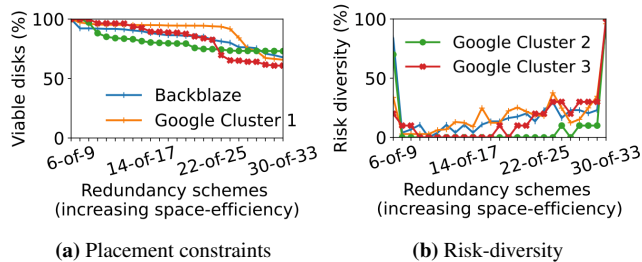 Viable disks (%)
100
50
0
Backblaze
Google Cluster 1
6-of-9
14-of-17
22-of-25
30-of-33
Redundancy schemes
(increasing space-efficiency)
(a) Placement constraints
Risk diversity (%)
100
50
0
Google Cluster 2
Google Cluster 3
6-of-9
14-of-17
22-of-25
30-of-33
Redundancy schemes
(increasing space-efficiency)
(b) Risk-diversity